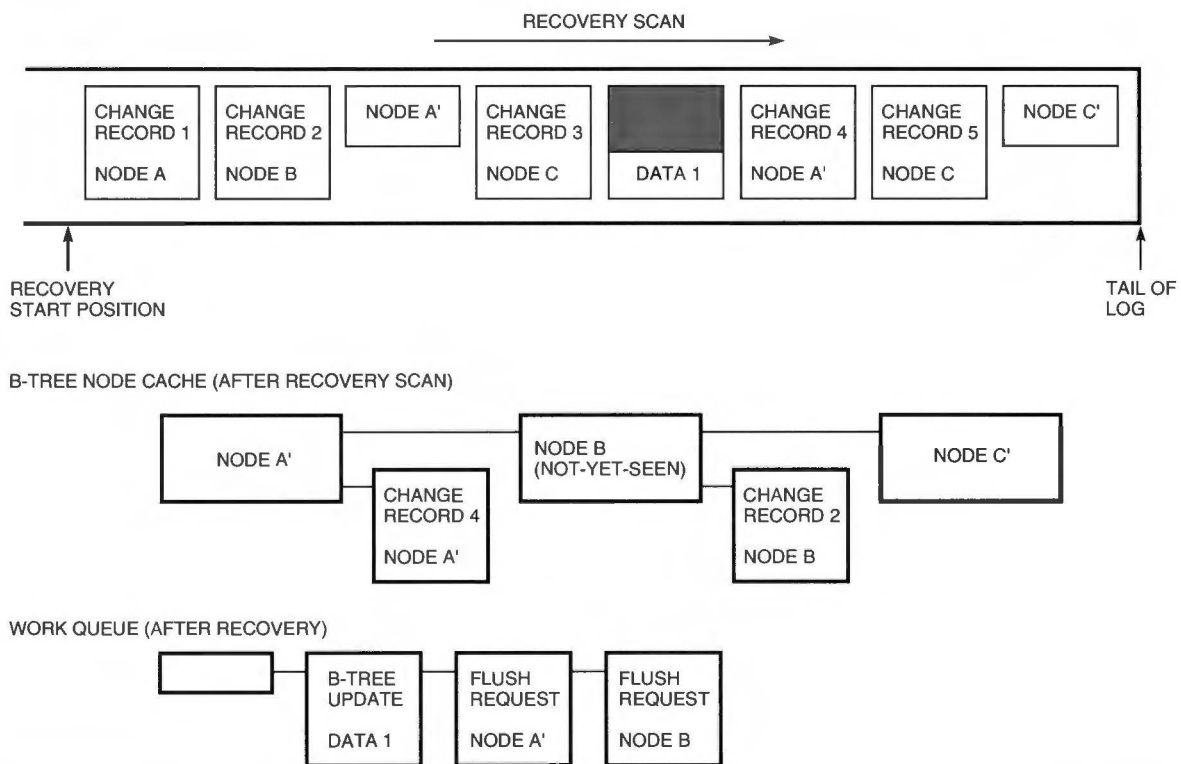 RECOVERY SCAN
CHANGE
RECORD 1
NODE A
CHANGE
RECORD 2
NODE B
NODE A'
CHANGE
RECORD 3
NODE C
DATA 1
CHANGE
RECORD 4
NODE A'
CHANGE
RECORD 5
NODE C
NODE C'
RECOVERY
START POSITION
TAIL OF
LOG
B-TREE NODE CACHE (AFTER RECOVERY SCAN)
NODE A'
CHANGE
RECORD 4
NODE A'
NODE B
(NOT-YET-SEEN)
CHANGE
RECORD 2
NODE B
NODE C'
WORK QUEUE (AFTER RECOVERY)
B-TREE
UPDATE
DATA 1
FLUSH
REQUEST
NODE A'
FLUSH
REQUEST
NODE B